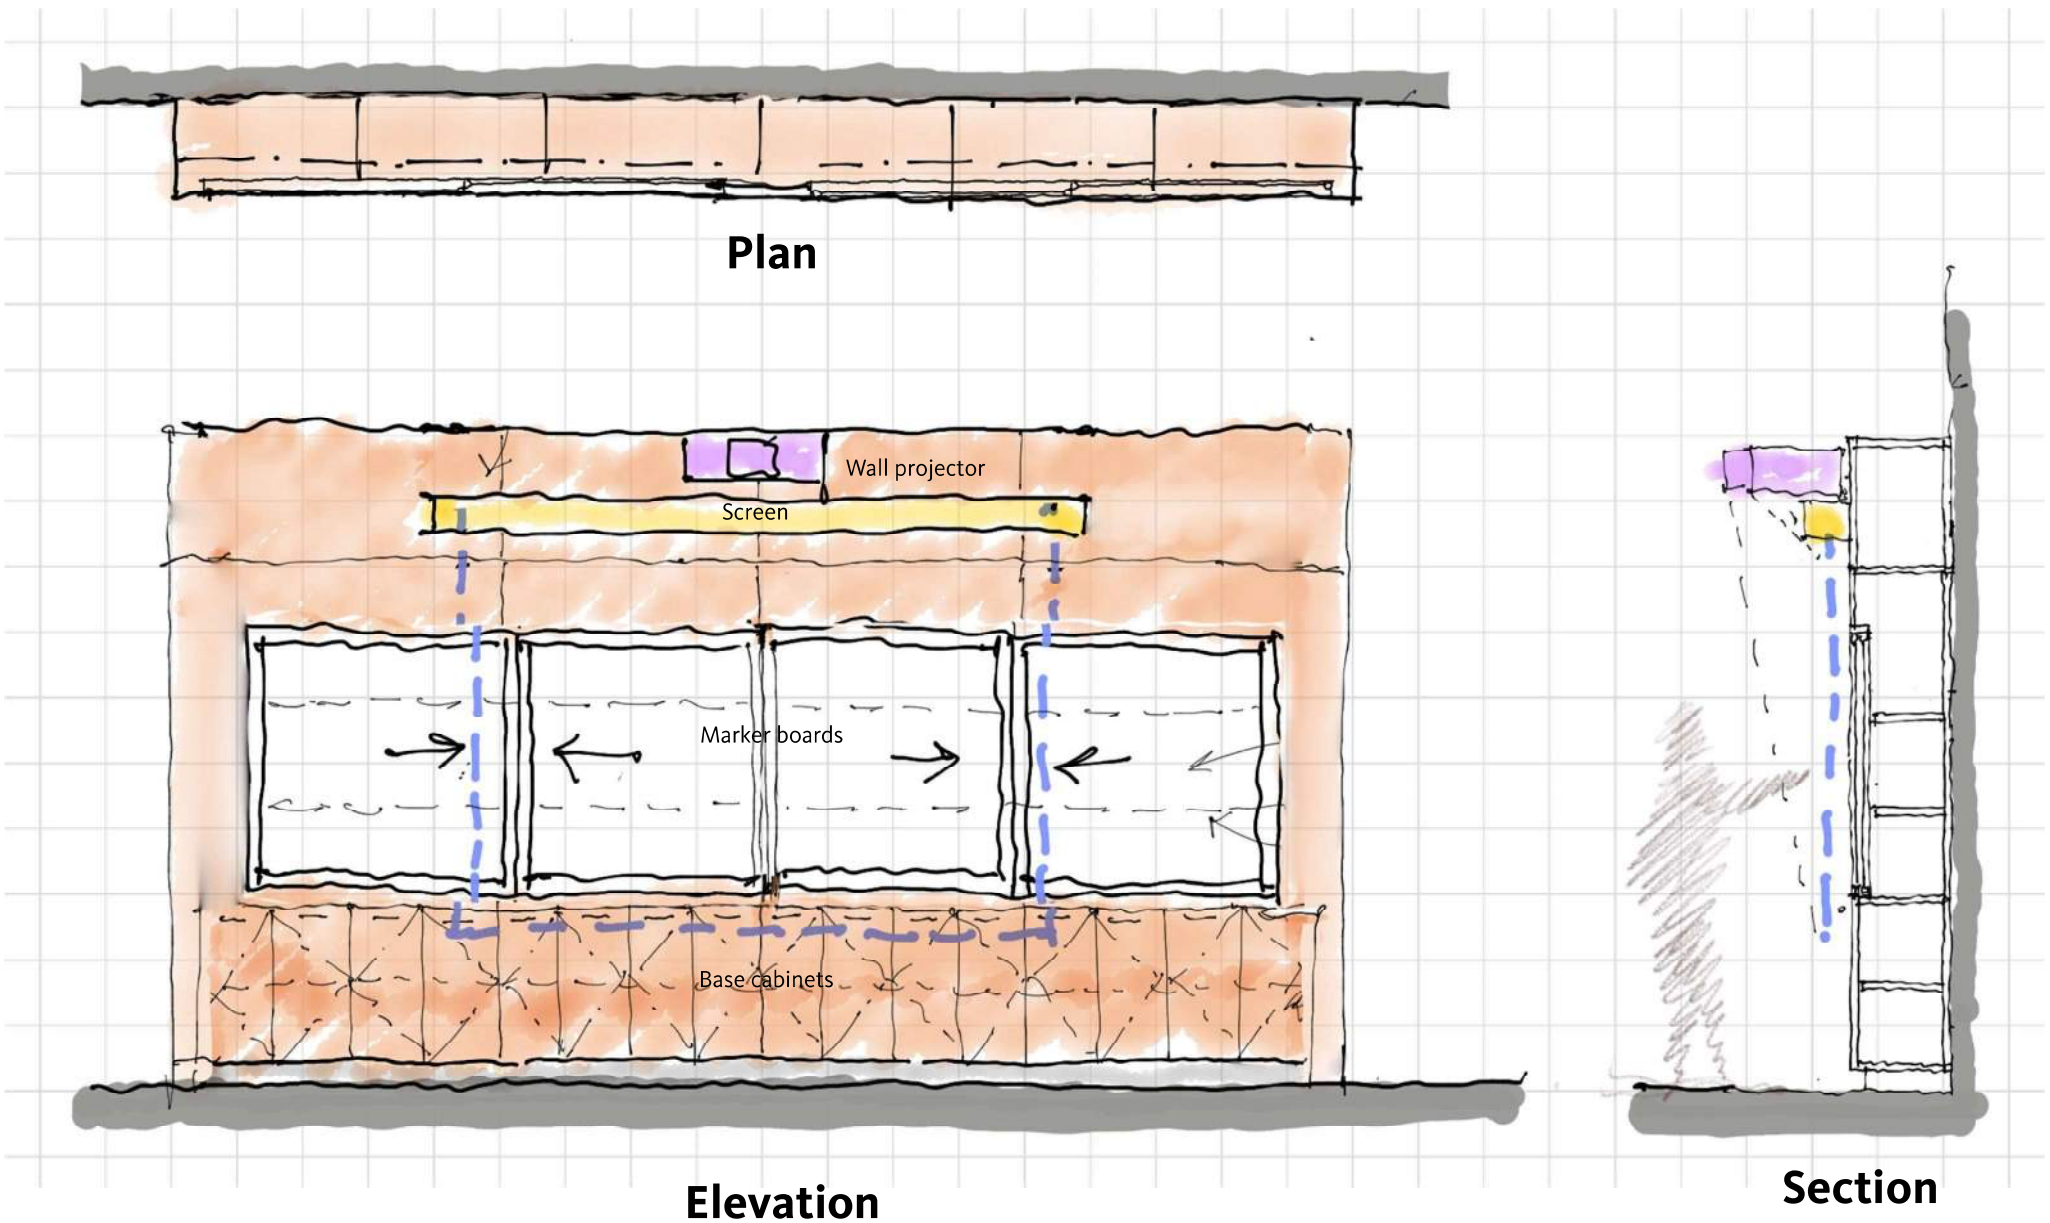 Plan
Wall projector
Screen
Marker boards
Base cabinets
Elevation
Section